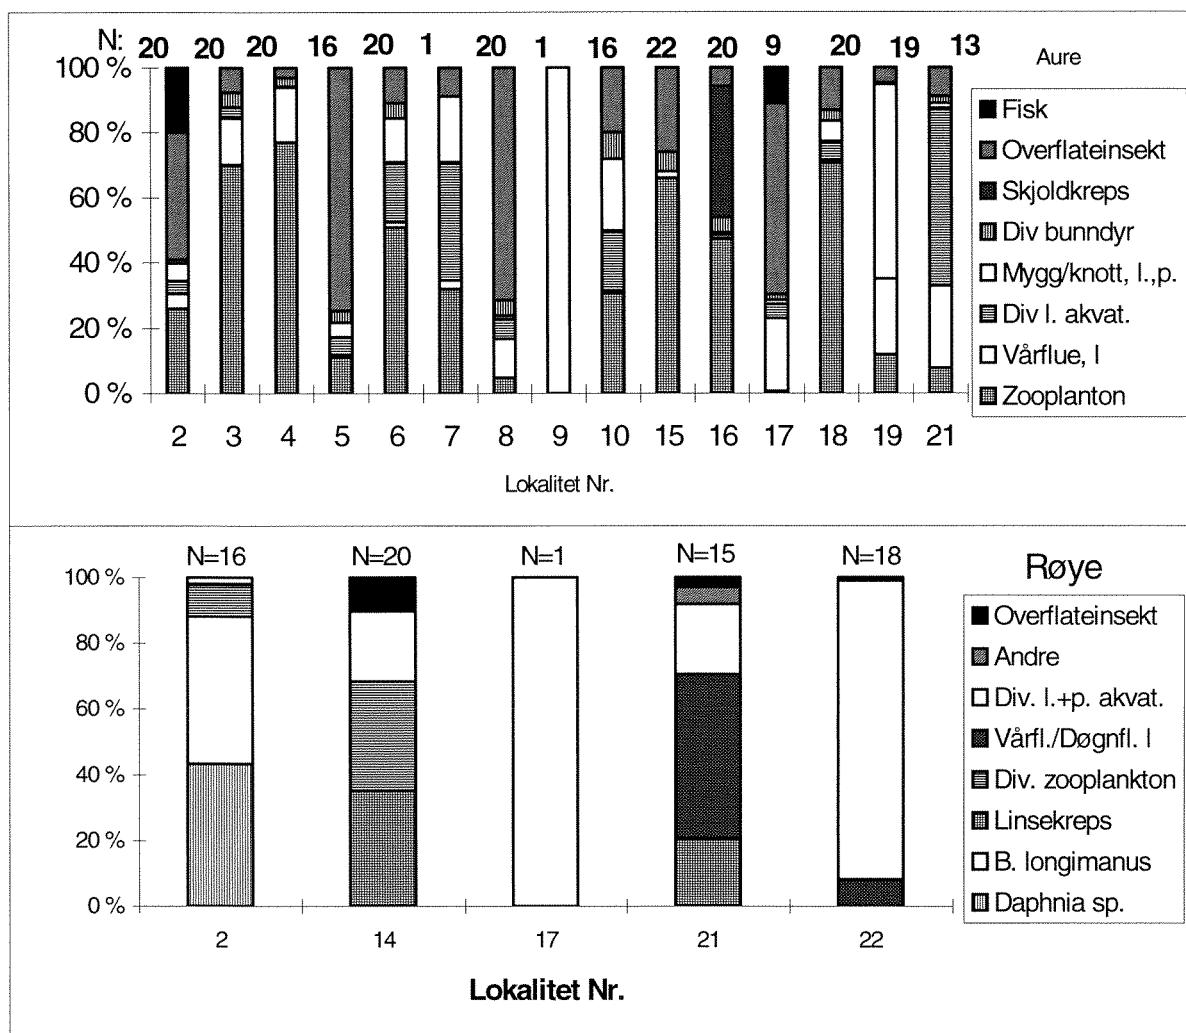 N: 20 20 20 16 20 1 20 1 16 22 20 9 20 19 13
Aure
100 %
80 %
60 %
40 %
20 %
0 %
Fisk
Overflateinsekt
Skjoldkreps
Div bunndyr
Mygg/knott, l.,p.
Div l. akvat.
Vårflue, l
Zooplanton
2 3 4 5 6 7 8 9 10 15 16 17 18 19 21
Lokalitet Nr.
N=16 N=20 N=1 N=15 N=18
Røye
100 %
80 %
60 %
40 %
20 %
0 %
Overflateinsekt
Andre
Div. l.+p. akvat.
Vårfl./Døgnfl. l
Div. zooplankton
Linsekreps
B. longimanus
Daphnia sp.
2 14 17 21 22
Lokalitet Nr.